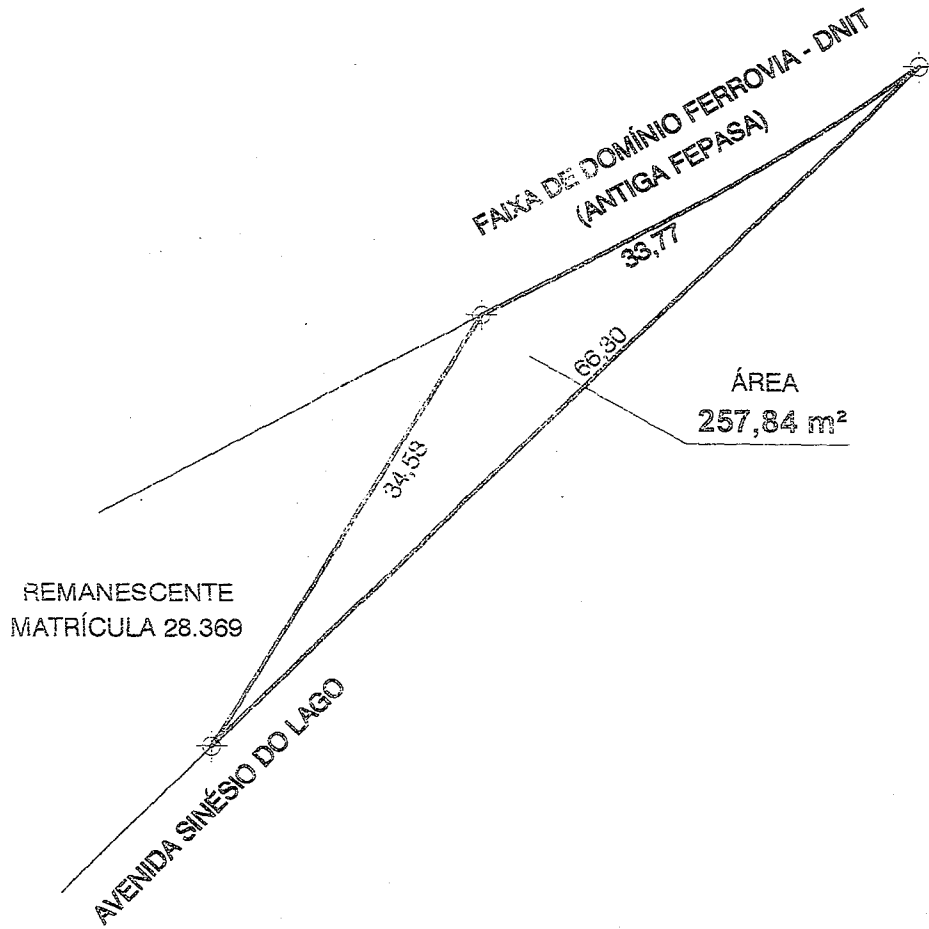 FAIXA DE DOMÍNIO FERROVIA - DNIT
(ANTIGA FEPASA)
33,77
66,30
ÁREA
257,84 m²
34,58
REMANESCENTE
MATRÍCULA 28.369
AVENIDA SINÉSIO DO LAGO